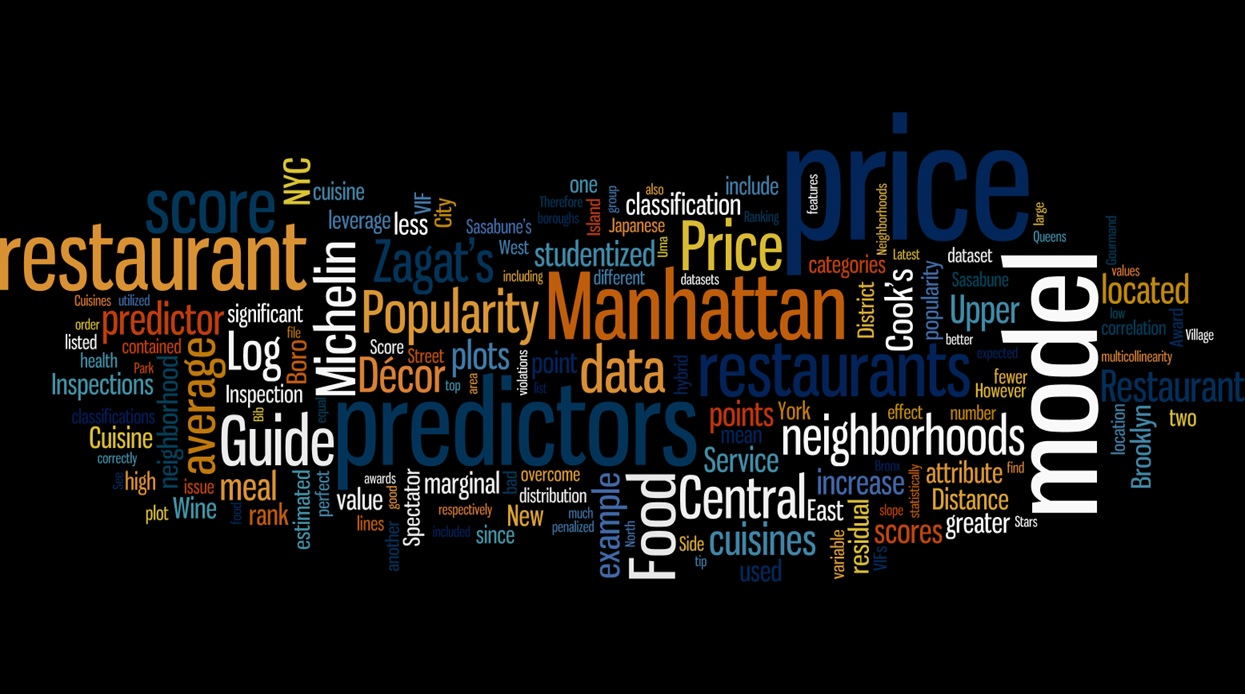 price
NYC
score
cuisine
VIF
City
leverage
less
Sasabune's
one
Therefore
boroughs
Island
group
also
classification
include
Ranking
features
Neighborhoods
large
Queens
Gourmand
restaurant
Michelin
Zagat's
West
studentized
Japanese
Uma
Price
including
different
datasets
categories
Latest
dataset
Sasabune
values
located
Cuisines
utilized
order
predictor
significant
listed
contained
file
Boro
Log
Popularity
Manhattan
District
Cook's
popularity
Upper
better
model
low
correlation
Award
Village
health
Park
averages
Score
Street
plots
violations
point
data
hybrid
restaurants
expected
multicollinearity
Inspections
neighborhood
Inspection
Décor
top
area
list
fewer
However
Restaurant
classifications
Cuisine
correctly
Bib
equal
Guide
predictors
points
York
mean
neighborhoods
effect
number
location
Brooklyn
two
See
high
issue
meal
estimated
perfect
awards
value
good
Spectator
marginal
bad
overcome
distribution
Service
Central
increase
Bronx
statistically
attribute
find
Distance
plot
Wine
food
rank
lines
another
respectively
included
New
since
much
penalized
example
North
Food
Side
tip
cuisines
East
used
variable
residual
slope
VIFs
scores
greater
Stars